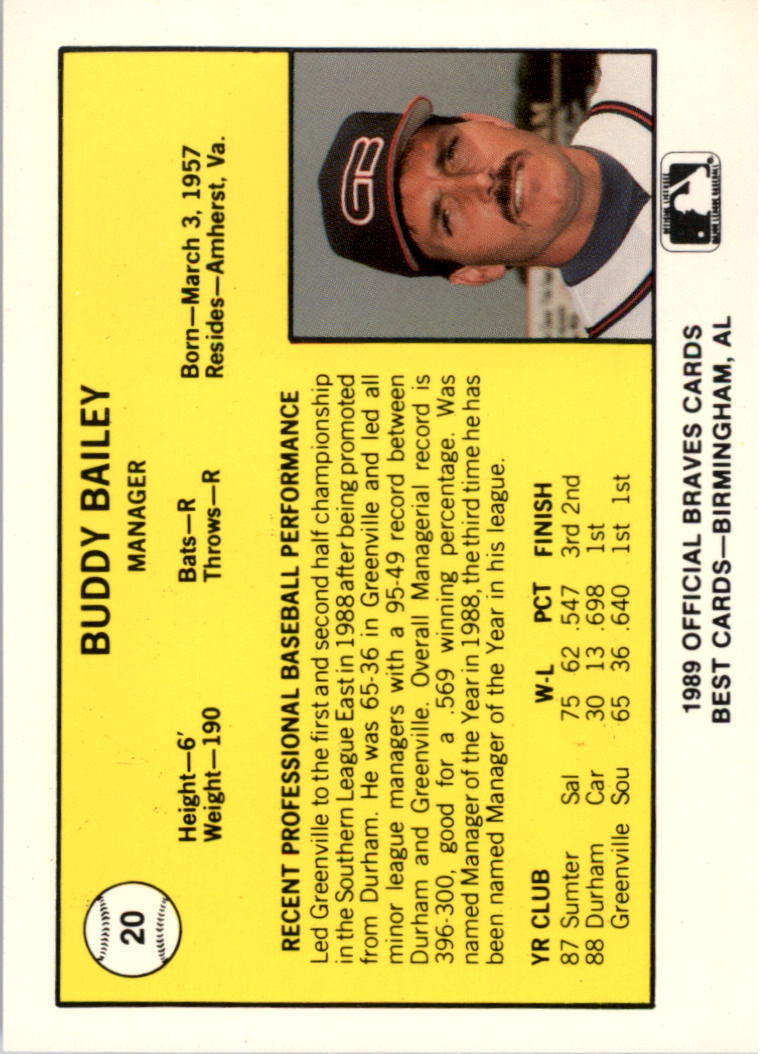 20
BUDDY BAILEY
MANAGER
Height—6' Bats—R Born—March 3, 1957
Weight—190 Throws—R Resides—Amherst, Va.
RECENT PROFESSIONAL BASEBALL PERFORMANCE
Led Greenville to the first and second half championship
in the Southern League East in 1988 after being promoted
from Durham. He was 65-36 in Greenville and led all
minor league managers with a 95-49 record between
Durham and Greenville. Overall Managerial record is
396-300, good for a .569 winning percentage. Was
named Manager of the Year in 1988, the third time he has
been named Manager of the Year in his league.
YR CLUB W-L PCT FINISH
87 Sumter Sal 75 62 .547 3rd 2nd
88 Durham Car 30 13 .698 1st
Greenville Sou 65 36 .640 1st 1st
GB
1989 OFFICIAL BRAVES CARDS
BEST CARDS—BIRMINGHAM, AL
MAJOR LEAGUE BASEBALL